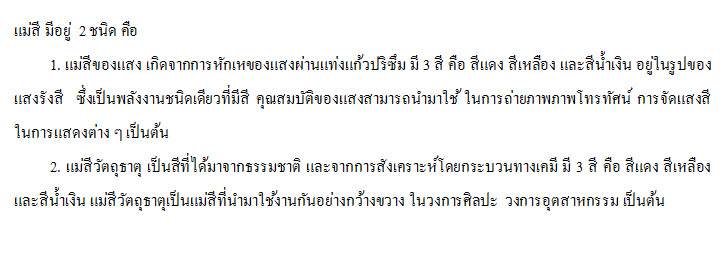 แม่สี มีอยู่ 2 ชนิด คือ
1. แม่สีของแสง เกิดจากการหักเหของแสงผ่านแท่งแก้วปริซึม มี 3 สี คือ สีแดง สีเหลือง และสีน้ำเงิน อยู่ในรูปของ
แสงรังสี ซึ่งเป็นพลังงานชนิดเดียวที่มีสี คุณสมบัติของแสงสามารถนำมาใช้ ในการถ่ายภาพภาพโทรทัศน์ การจัดแสงสี
ในการแสดงต่าง ๆ เป็นต้น
2. แม่สีวัตถุธาตุ เป็นสีที่ได้มาจากธรรมชาติ และจากการสังเคราะห์โดยกระบวนทางเคมี มี 3 สี คือ สีแดง สีเหลือง
และสีน้ำเงิน แม่สีวัตถุธาตุเป็นแม่สีที่นำมาใช้งานกันอย่างกว้างขวาง ในวงการศิลปะ วงการอุตสาหกรรม เป็นต้น